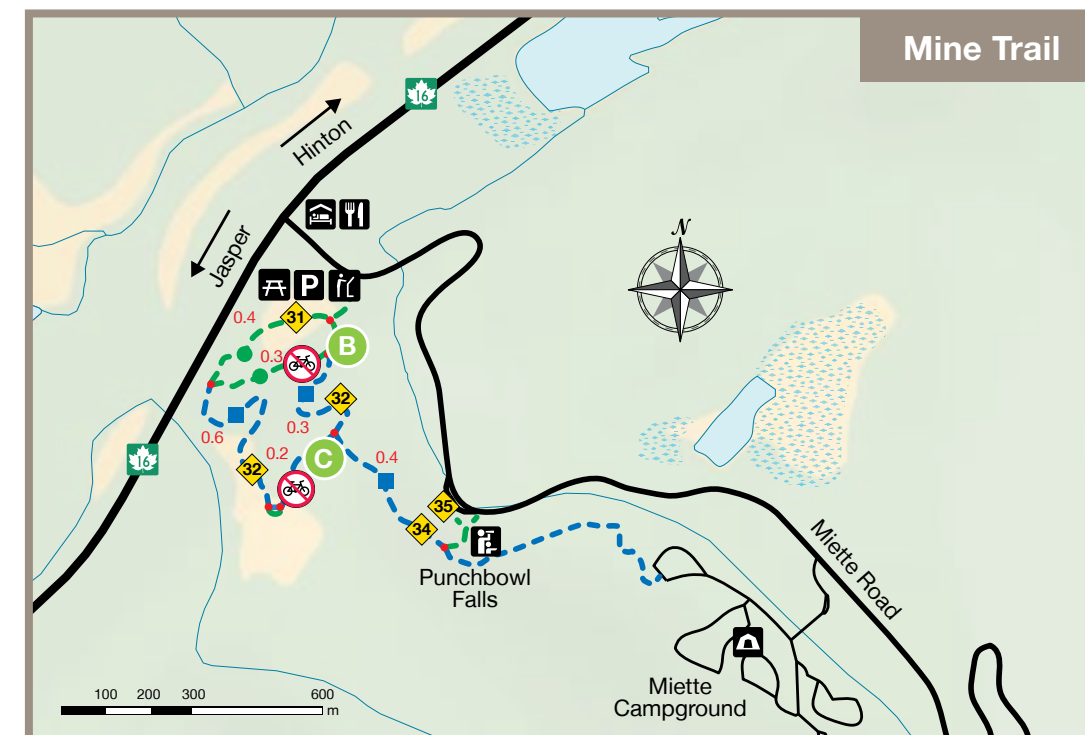 Mine Trail
16
Hinton
Jasper
N
P
0.4
31
B
0.3
32
0.3
0.6
C
0.2
0.4
32
16
35
34
Punchbowl
Falls
Miette Road
Miette
Campground
100 200 300 600
m